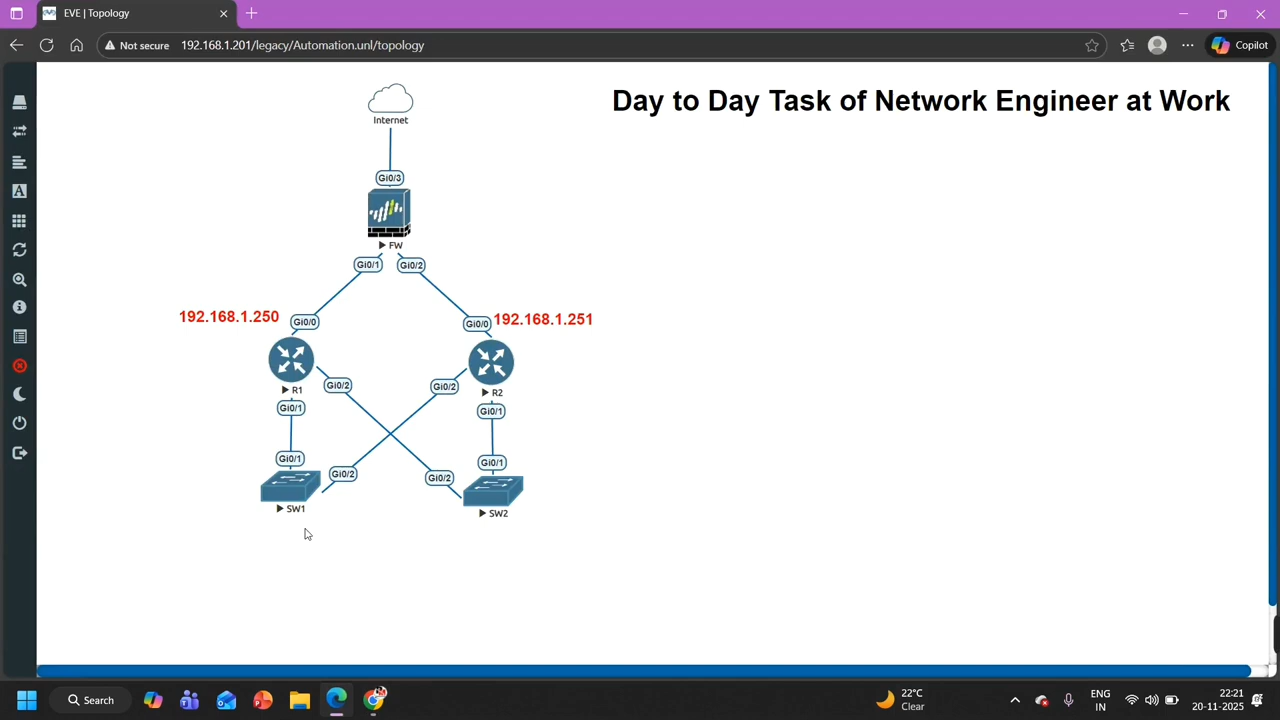 EVE | Topology
Not secure
192.168.1.201/legacy/Automation.unl/topology
Copilot
Day to Day Task of Network Engineer at Work
Internet
Gi0/3
FW
Gi0/1
Gi0/2
192.168.1.250
Gi0/0
Gi0/0
192.168.1.251
R1
R2
Gi0/2
Gi0/2
Gi0/1
Gi0/1
Gi0/1
Gi0/2
Gi0/2
Gi0/1
SW1
SW2
Search
22°C
Clear
ENG
IN
22:21
20-11-2025